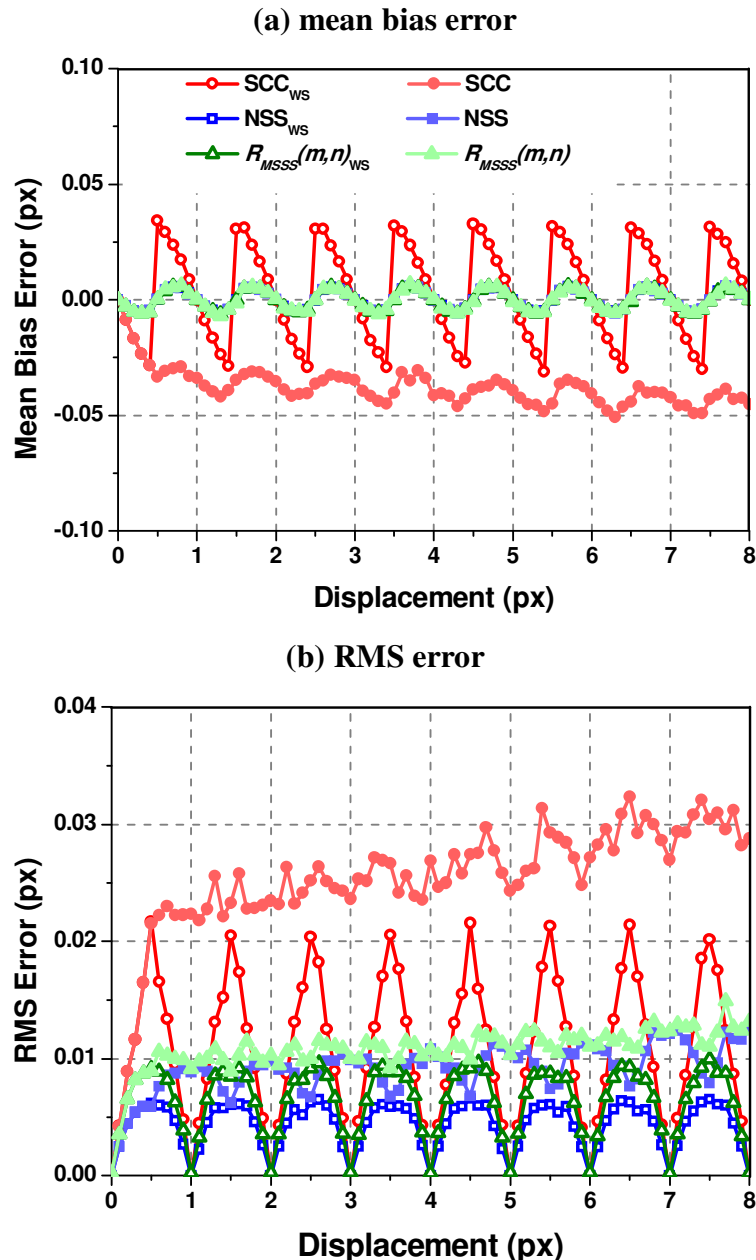 (a) mean bias error
0.10
SCC_WS SCC
NSS_WS NSS
R_MSSS(m,n)_WS R_MSSS(m,n)
0.05
0.00
-0.05
-0.10
Mean Bias Error (px)
0 1 2 3 4 5 6 7 8
Displacement (px)
(b) RMS error
0.04
0.03
0.02
0.01
0.00
RMS Error (px)
0 1 2 3 4 5 6 7 8
Displacement (px)